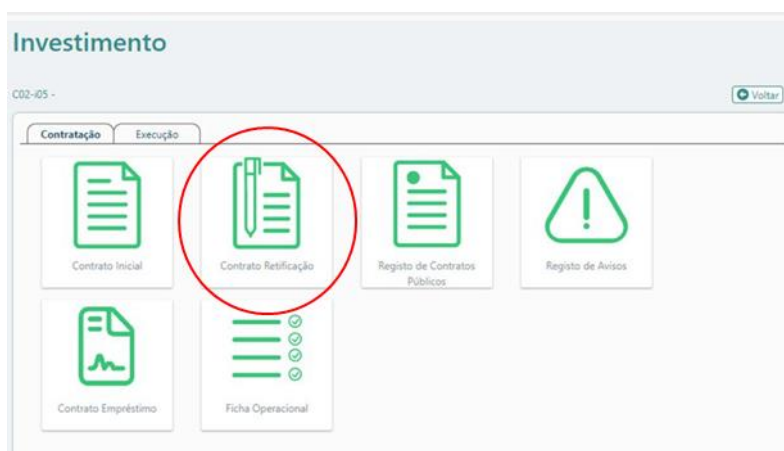 Investimento
C02-i05 -
Voltar
Contratação Execução
Contrato Inicial
Contrato Retificação
Registo de Contratos
Públicos
Registo de Avisos
Contrato Empréstimo
Ficha Operacional